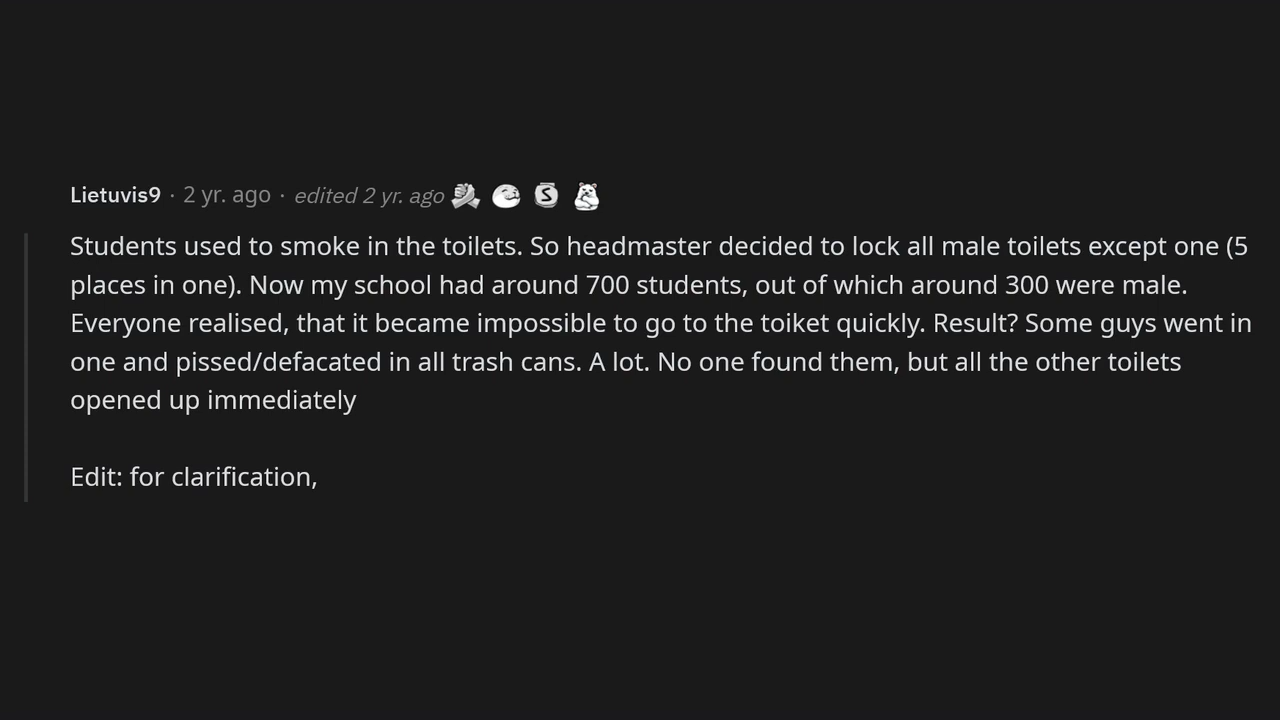 Lietuvis9 · 2 yr. ago · edited 2 yr. ago
Students used to smoke in the toilets. So headmaster decided to lock all male toilets except one (5
places in one). Now my school had around 700 students, out of which around 300 were male.
Everyone realised, that it became impossible to go to the toiket quickly. Result? Some guys went in
one and pissed/defacated in all trash cans. A lot. No one found them, but all the other toilets
opened up immediately
Edit: for clarification,